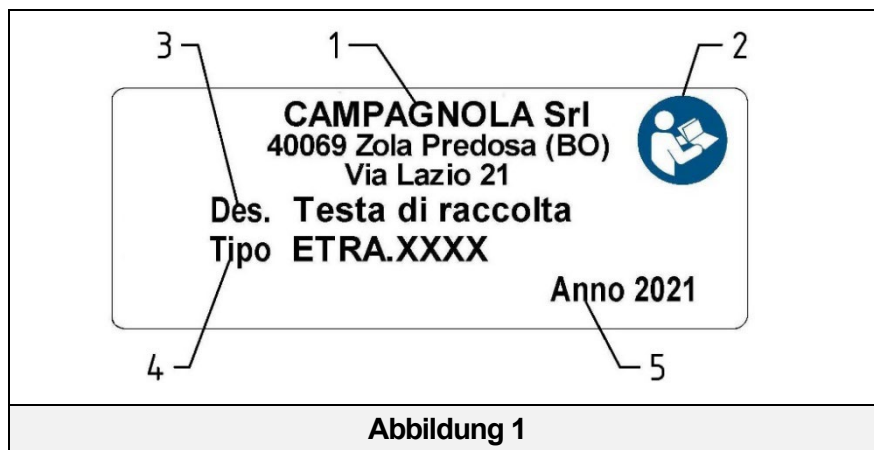 3 1 2
CAMPAGNOLA Srl
40069 Zola Predosa (BO)
Via Lazio 21
Des. Testa di raccolta
Tipo ETRA.XXXX
Anno 2021
4 5
Abbildung 1